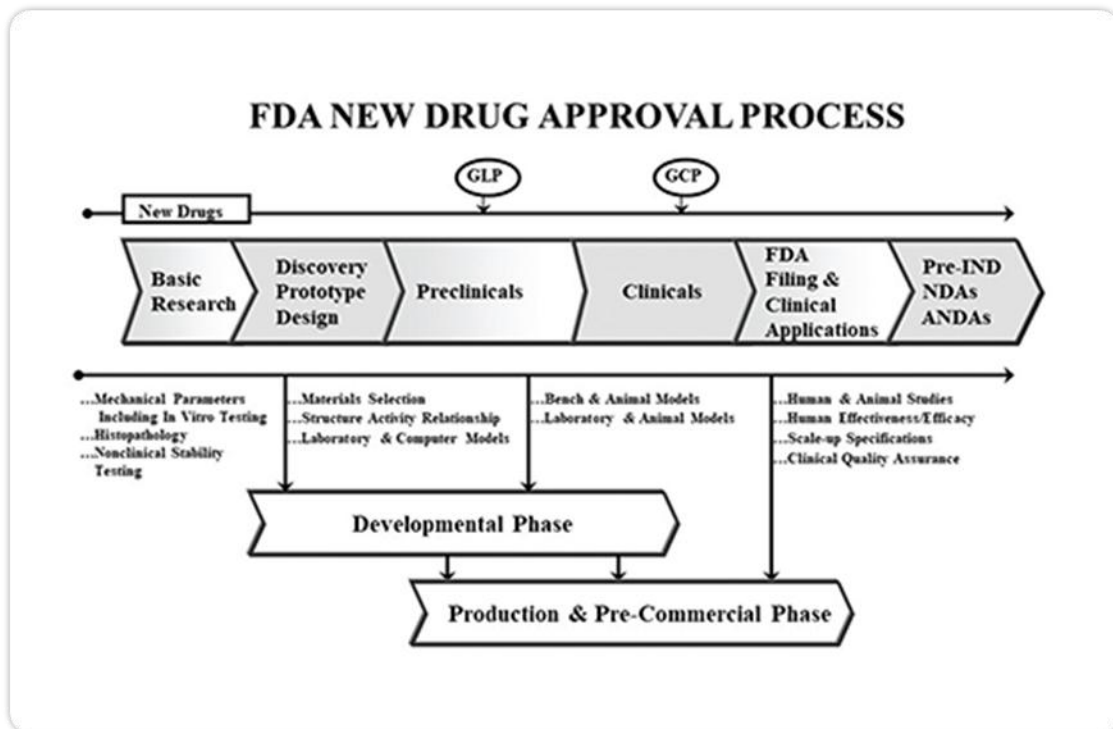 FDA NEW DRUG APPROVAL PROCESS
GLP
GCP
New Drugs
Basic
Research
Discovery
Prototype
Design
Preclinicals
Clinicals
FDA
Filing &
Clinical
Applications
Pre-IND
NDAs
ANDAs
...Mechanical Parameters
Including In Vitro Testing
...Histopathology
...Nonclinical Stability
Testing
...Materials Selection
...Structure Activity Relationship
...Laboratory & Computer Models
...Bench & Animal Models
...Laboratory & Animal Models
...Human & Animal Studies
...Human Effectiveness/Efficacy
...Scale-up Specifications
...Clinical Quality Assurance
Developmental Phase
Production & Pre-Commercial Phase